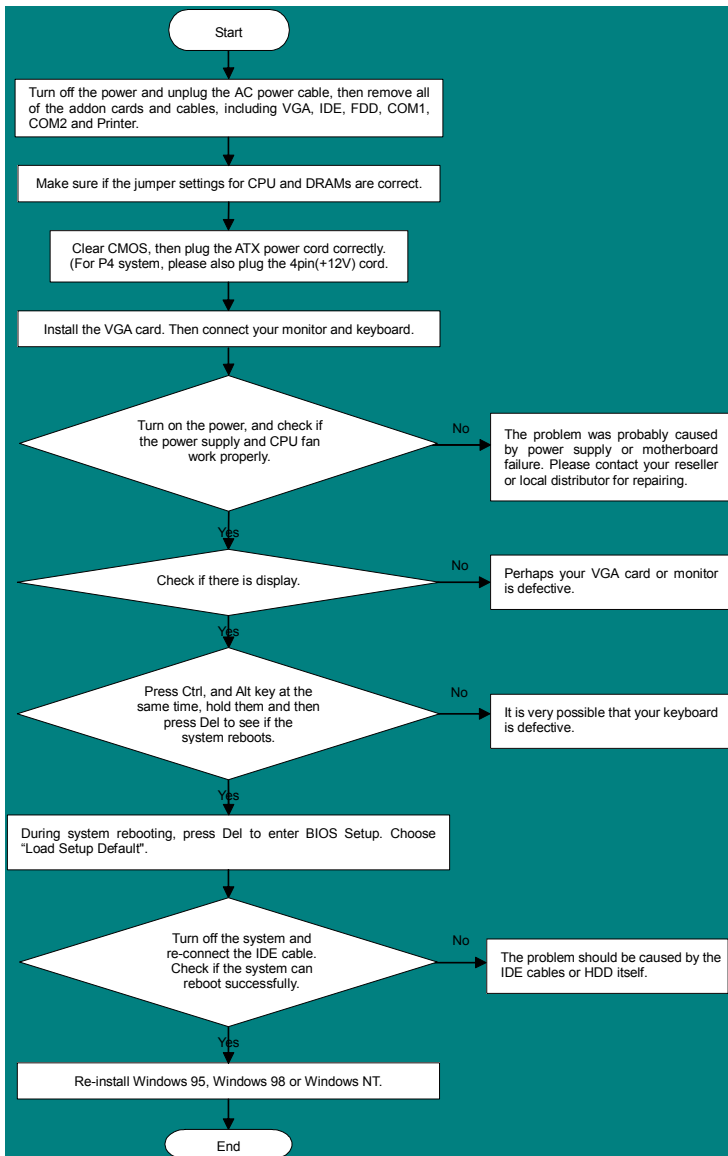 Start
Turn off the power and unplug the AC power cable, then remove all
of the addon cards and cables, including VGA, IDE, FDD, COM1,
COM2 and Printer.
Make sure if the jumper settings for CPU and DRAMs are correct.
Clear CMOS, then plug the ATX power cord correctly.
(For P4 system, please also plug the 4pin(+12V) cord.
Install the VGA card. Then connect your monitor and keyboard.
Turn on the power, and check if
the power supply and CPU fan
work properly.
No
The problem was probably caused
by power supply or motherboard
failure. Please contact your reseller
or local distributor for repairing.
Yes
Check if there is display.
No
Perhaps your VGA card or monitor
is defective.
Yes
Press Ctrl, and Alt key at the
same time, hold them and then
press Del to see if the
system reboots.
No
It is very possible that your keyboard
is defective.
Yes
During system rebooting, press Del to enter BIOS Setup. Choose
“Load Setup Default".
Turn off the system and
re-connect the IDE cable.
Check if the system can
reboot successfully.
No
The problem should be caused by the
IDE cables or HDD itself.
Yes
Re-install Windows 95, Windows 98 or Windows NT.
End